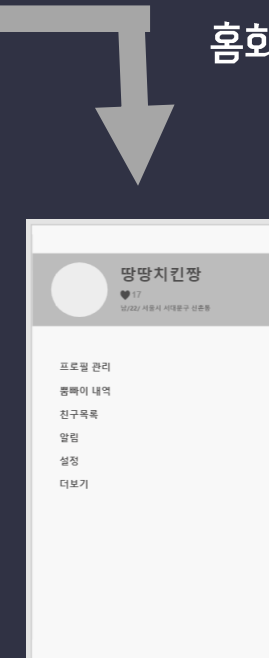 홈화
땅땅치킨짱
17
남/22/ 서울시 서대문구 신촌동
프로필 관리
뽐빠이 내역
친구목록
알림
설정
더보기